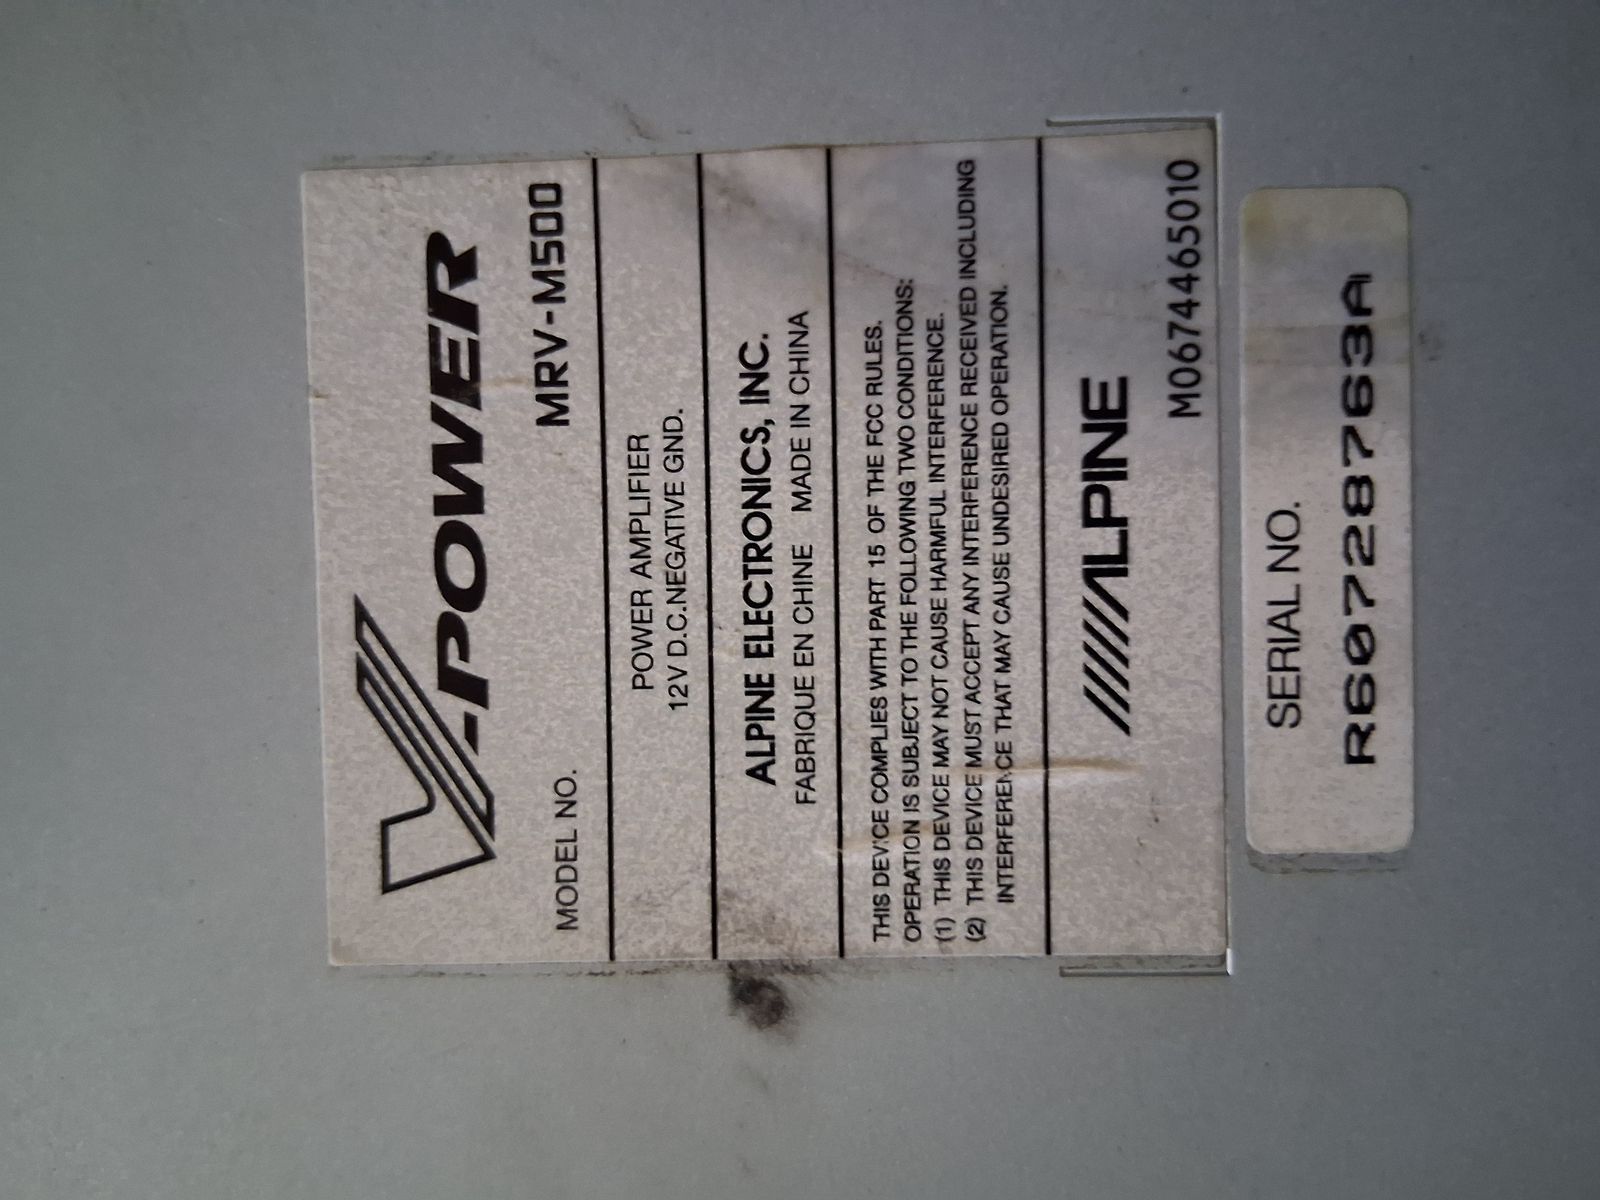 V-POWER
MODEL NO. MRV-M500
POWER AMPLIFIER
12V D.C.NEGATIVE GND.
ALPINE ELECTRONICS, INC.
FABRIQUE EN CHINE MADE IN CHINA
THIS DEVICE COMPLIES WITH PART 15 OF THE FCC RULES.
OPERATION IS SUBJECT TO THE FOLLOWING TWO CONDITIONS:
(1) THIS DEVICE MAY NOT CAUSE HARMFUL INTERFERENCE.
(2) THIS DEVICE MUST ACCEPT ANY INTERFERENCE RECEIVED INCLUDING
INTERFERENCE THAT MAY CAUSE UNDESIRED OPERATION.
ALPINE
M0674465010
SERIAL NO.
R60728763A